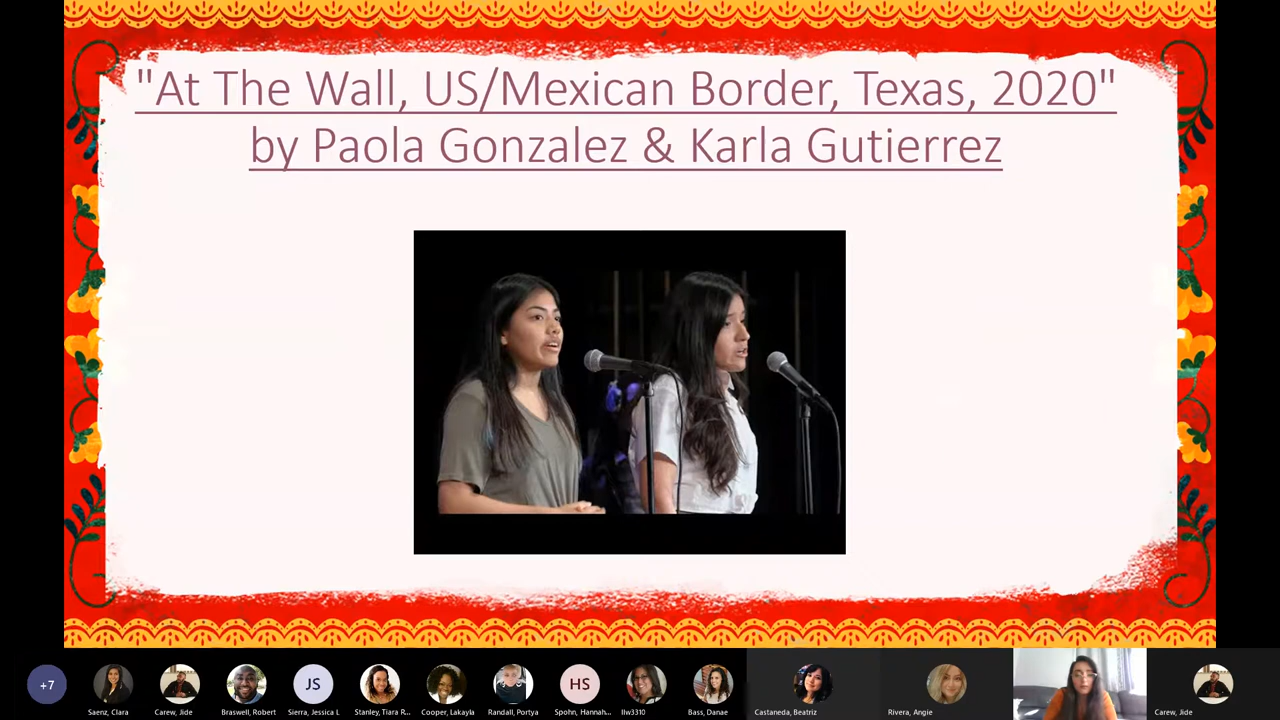 "At The Wall, US/Mexican Border, Texas, 2020"
by Paola Gonzalez & Karla Gutierrez
+7
JS
HS
Saenz, Clara
Carew, Jide
Braswell, Robert
Sierra, Jessica L
Stanley, Tiara R...
Cooper, Lakayla
Randall, Portya
Spohn, Hannah...
llw3310
Bass, Danae
Castaneda, Beatriz
Rivera, Angie
Carew, Jide